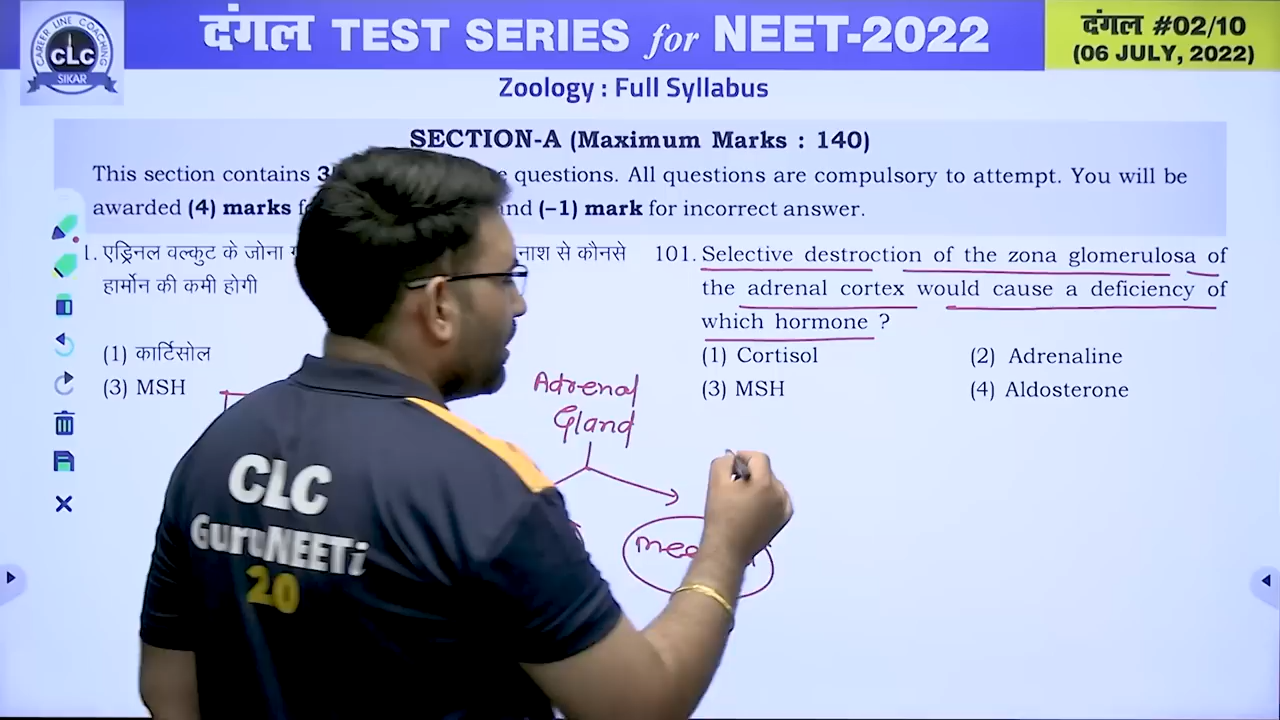 CAREER LINE COACHING
CLC
SIKAR
दंगल TEST SERIES for NEET-2022
दंगल #02/10
(06 JULY, 2022)
Zoology : Full Syllabus
SECTION-A (Maximum Marks : 140)
This section contains questions. All questions are compulsory to attempt. You will be
awarded (4) marks and (–1) mark for incorrect answer.
1. एड्रिनल वल्कुट के जोना नाश से कौनसे
हार्मोन की कमी होगी
(1) कार्टिसोल
(3) MSH
101. Selective destroction of the zona glomerulosa of
the adrenal cortex would cause a deficiency of
which hormone ?
(1) Cortisol (2) Adrenaline
(3) MSH (4) Aldosterone
Adrenal
Gland
CLC
GuruNEETi
2.0